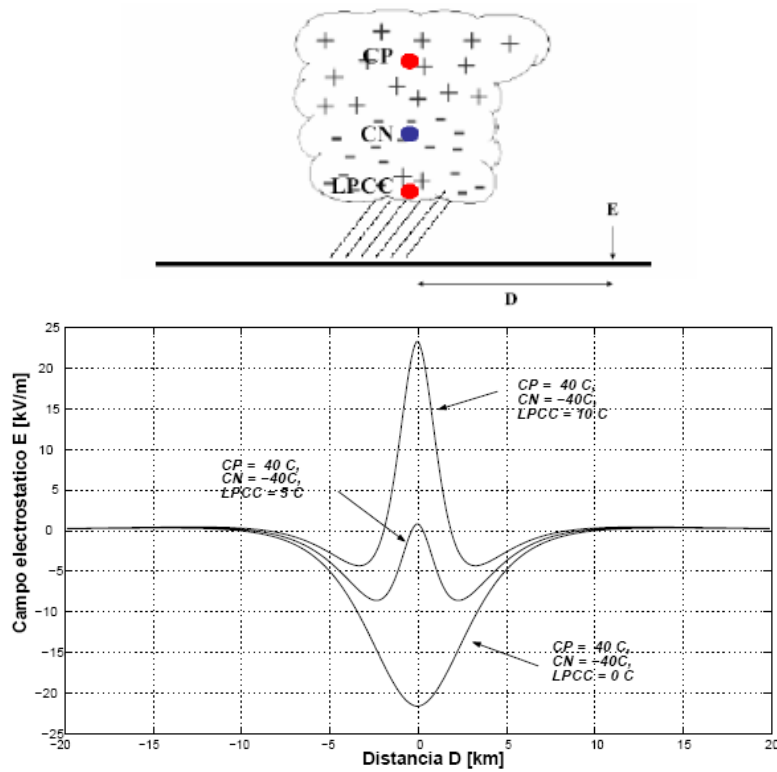 CP
CN
LPCC
E
D
Campo electrostatico E [kV/m]
25
20
15
10
5
0
−5
−10
−15
−20
−25
CP = 40 C,
CN = −40C,
LPCC = 10 C
CP = 40 C,
CN = −40C,
LPCC = 5 C
CP = 40 C,
CN = −40C,
LPCC = 0 C
−20
−15
−10
−5
0
5
10
15
20
Distancia D [km]